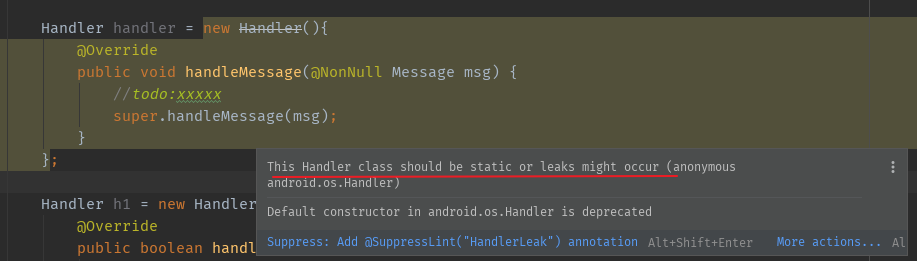 Handler handler = new Handler(){
@Override
public void handleMessage(@NonNull Message msg) {
//todo:xxxxx
super.handleMessage(msg);
}
};
This Handler class should be static or leaks might occur (anonymous
android.os.Handler)
Handler h1 = new Handler
Default constructor in android.os.Handler is deprecated
@Override
public boolean handl
Suppress: Add @SuppressLint("HandlerLeak") annotation Alt+Shift+Enter More actions... Al